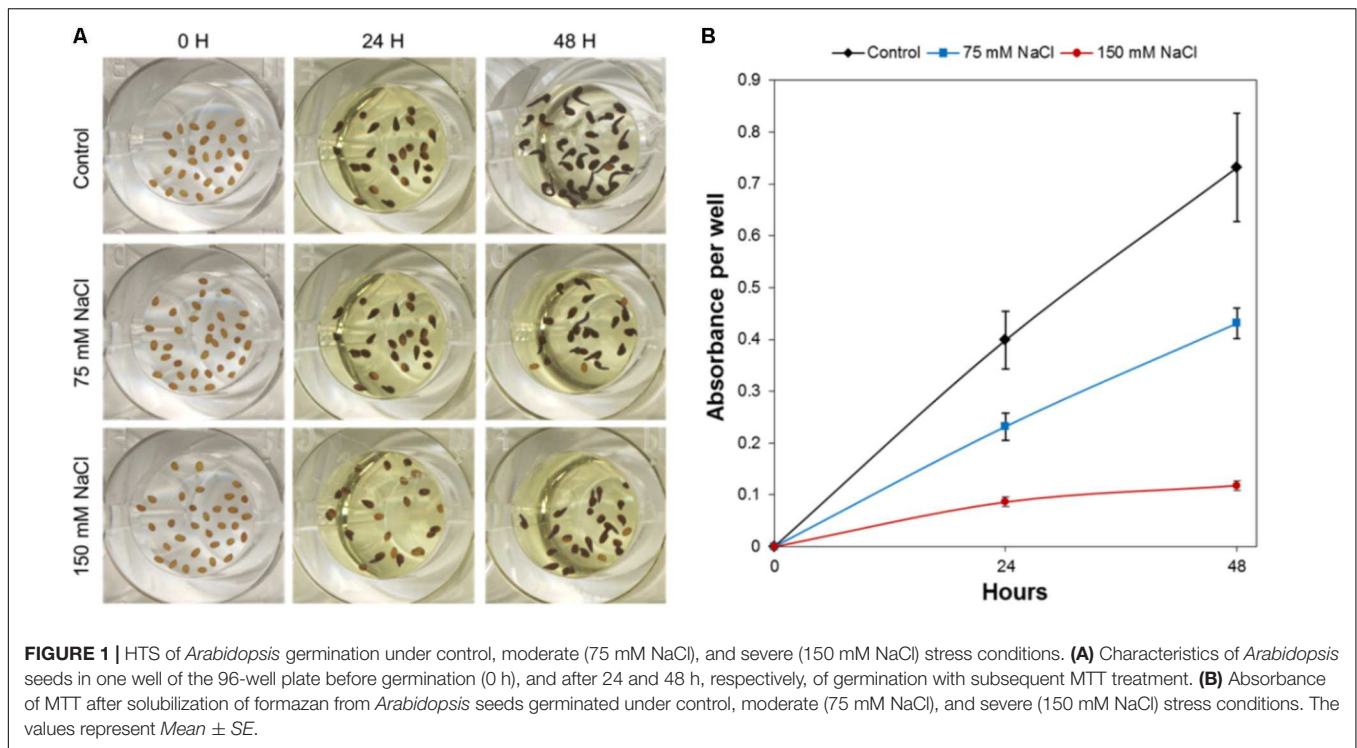 A
0 H 24 H 48 H
Control
75 mM NaCl
150 mM NaCl
B
Control 75 mM NaCl 150 mM NaCl
Absorbance per well
0.9
0.8
0.7
0.6
0.5
0.4
0.3
0.2
0.1
0
0 24 48
Hours
FIGURE 1 | HTS of Arabidopsis germination under control, moderate (75 mM NaCl), and severe (150 mM NaCl) stress conditions. (A) Characteristics of Arabidopsis
seeds in one well of the 96-well plate before germination (0 h), and after 24 and 48 h, respectively, of germination with subsequent MTT treatment. (B) Absorbance
of MTT after solubilization of formazan from Arabidopsis seeds germinated under control, moderate (75 mM NaCl), and severe (150 mM NaCl) stress conditions. The
values represent Mean ± SE.